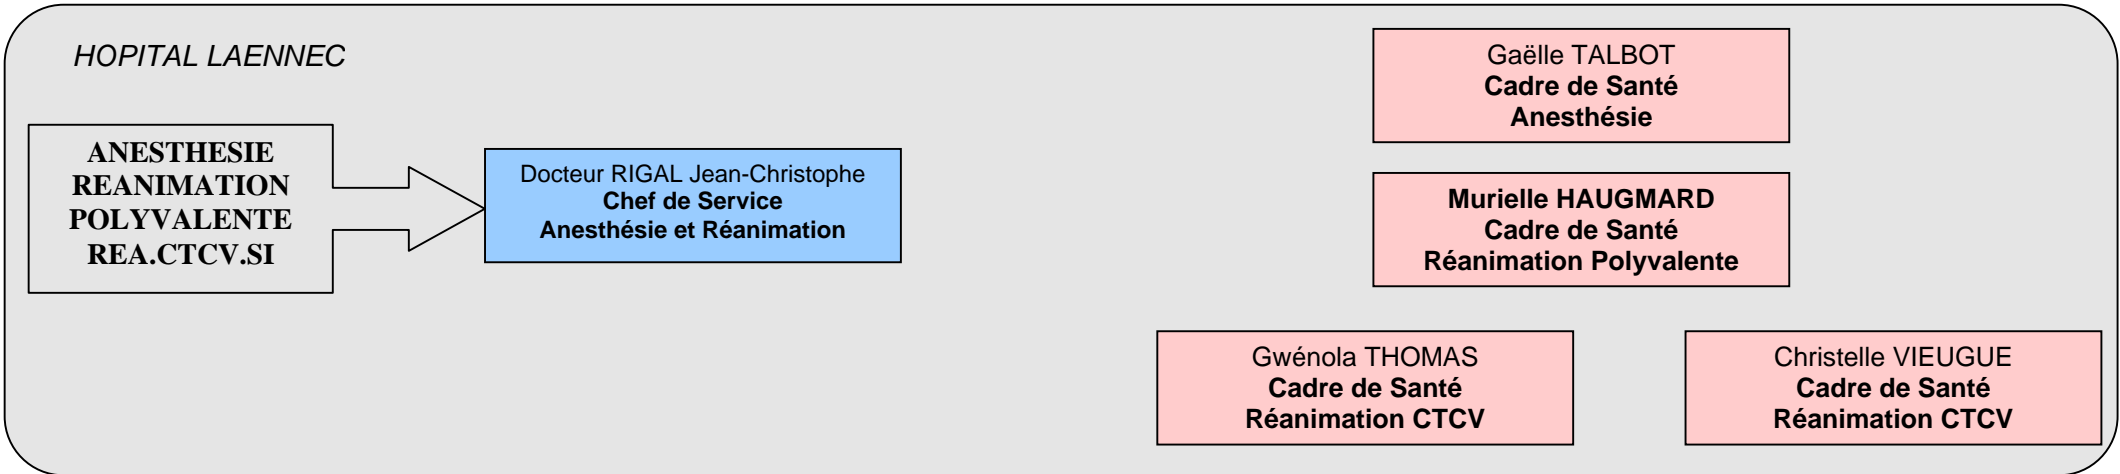 HOPITAL LAENNEC
ANESTHESIE
REANIMATION
POLYVALENTE
REA.CTCV.SI
Docteur RIGAL Jean-Christophe
Chef de Service
Anesthésie et Réanimation
Gaëlle TALBOT
Cadre de Santé
Anesthésie
Murielle HAUGMARD
Cadre de Santé
Réanimation Polyvalente
Gwénola THOMAS
Cadre de Santé
Réanimation CTCV
Christelle VIEUGUE
Cadre de Santé
Réanimation CTCV